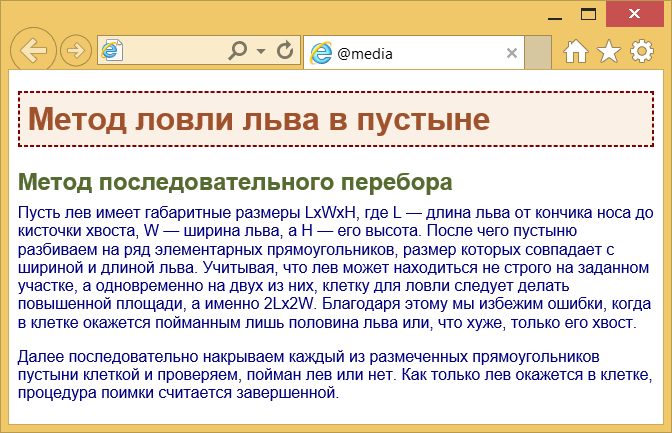 @media
Метод ловли льва в пустыне
Метод последовательного перебора
Пусть лев имеет габаритные размеры LxWxH, где L — длина льва от кончика носа до
кисточки хвоста, W — ширина льва, а H — его высота. После чего пустыню
разбиваем на ряд элементарных прямоугольников, размер которых совпадает с
шириной и длиной льва. Учитывая, что лев может находиться не строго на заданном
участке, а одновременно на двух из них, клетку для ловли следует делать
повышенной площади, а именно 2Lx2W. Благодаря этому мы избежим ошибки, когда
в клетке окажется пойманным лишь половина льва или, что хуже, только его хвост.
Далее последовательно накрываем каждый из размеченных прямоугольников
пустыни клеткой и проверяем, пойман лев или нет. Как только лев окажется в клетке,
процедура поимки считается завершенной.